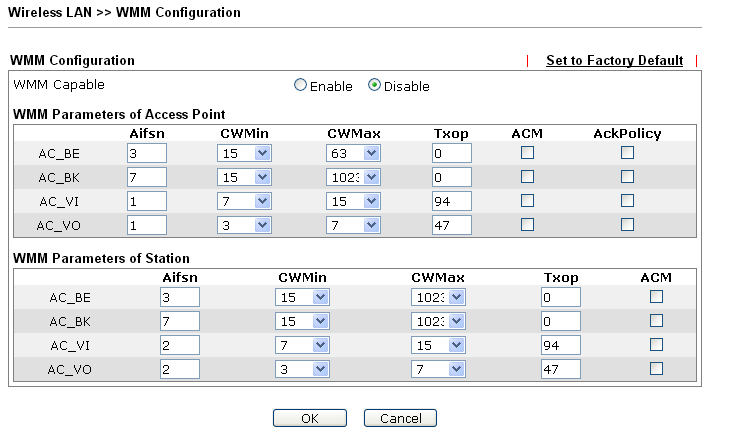 Wireless LAN >> WMM Configuration
WMM Configuration | Set to Factory Default |
WMM Capable Enable Disable
WMM Parameters of Access Point
Aifsn CWMin CWMax Txop ACM AckPolicy
AC_BE 3 15 63 0
AC_BK 7 15 1023 0
AC_VI 1 7 15 94
AC_VO 1 3 7 47
WMM Parameters of Station
Aifsn CWMin CWMax Txop ACM
AC_BE 3 15 1023 0
AC_BK 7 15 1023 0
AC_VI 2 7 15 94
AC_VO 2 3 7 47
OK Cancel